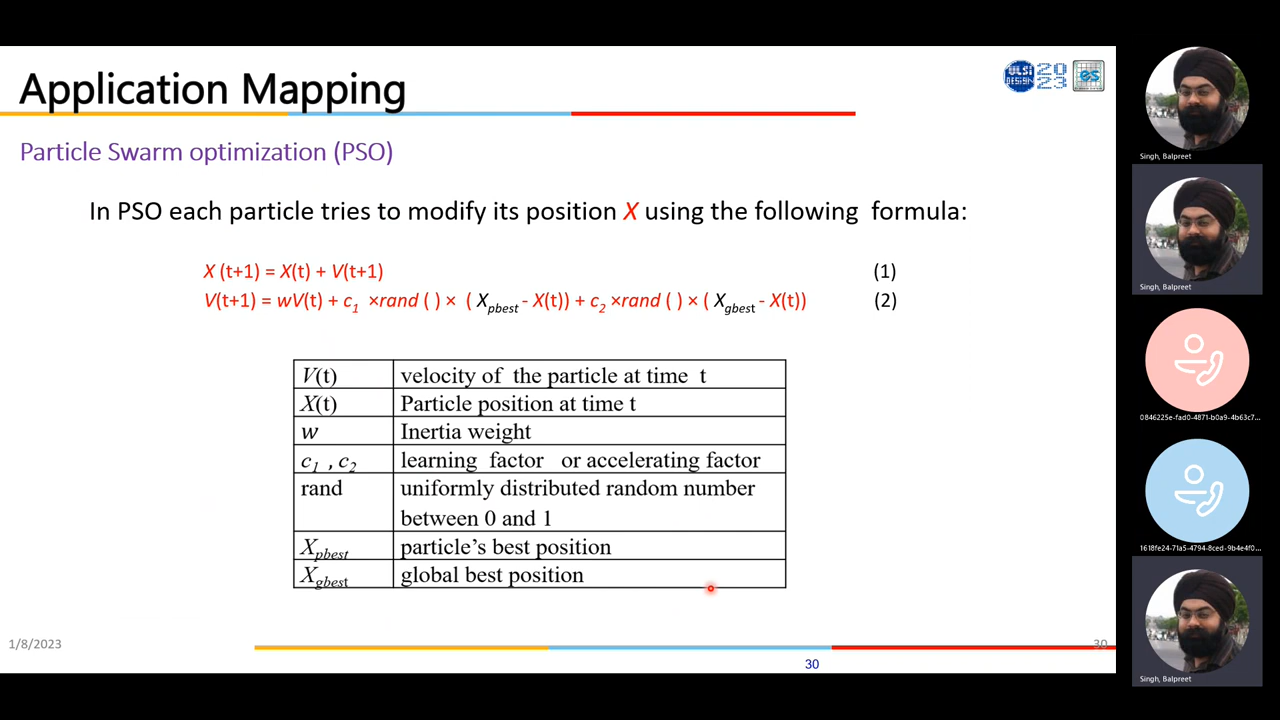 Application Mapping
VLSI DESIGN 2023
es
Particle Swarm optimization (PSO)
In PSO each particle tries to modify its position X using the following formula:
X (t+1) = X(t) + V(t+1) (1)
V(t+1) = wV(t) + c1 ×rand ( ) × ( Xpbest - X(t)) + c2 ×rand ( ) × ( Xgbest - X(t)) (2)
V(t) velocity of the particle at time t
X(t) Particle position at time t
w Inertia weight
c1 , c2 learning factor or accelerating factor
rand uniformly distributed random number
between 0 and 1
Xpbest particle’s best position
Xgbest global best position
1/8/2023
30
30
Singh, Balpreet
Singh, Balpreet
0846225e-fad0-4871-b0a9-4b63c7...
1618fe24-71a5-4794-8ced-9b4e4f0...
Singh, Balpreet